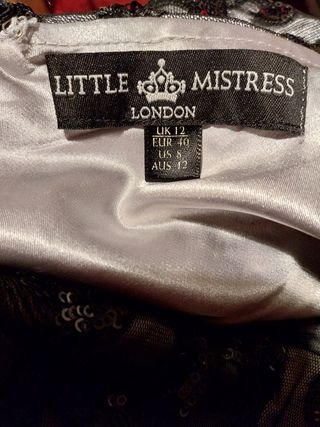 LITTLE MISTRESS
LONDON
UK 12
EUR 40
US 8
AUS 12